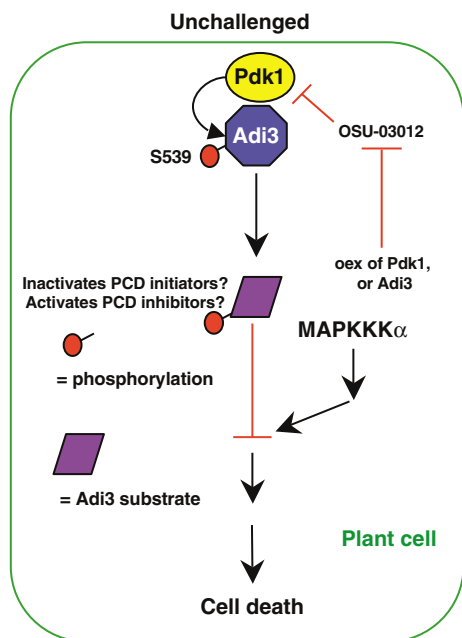 Unchallenged
Pdk1
Adi3
OSU-03012
S539
oex of Pdk1,
or Adi3
Inactivates PCD initiators?
Activates PCD inhibitors?
MAPKKKα
= phosphorylation
= Adi3 substrate
Plant cell
Cell death